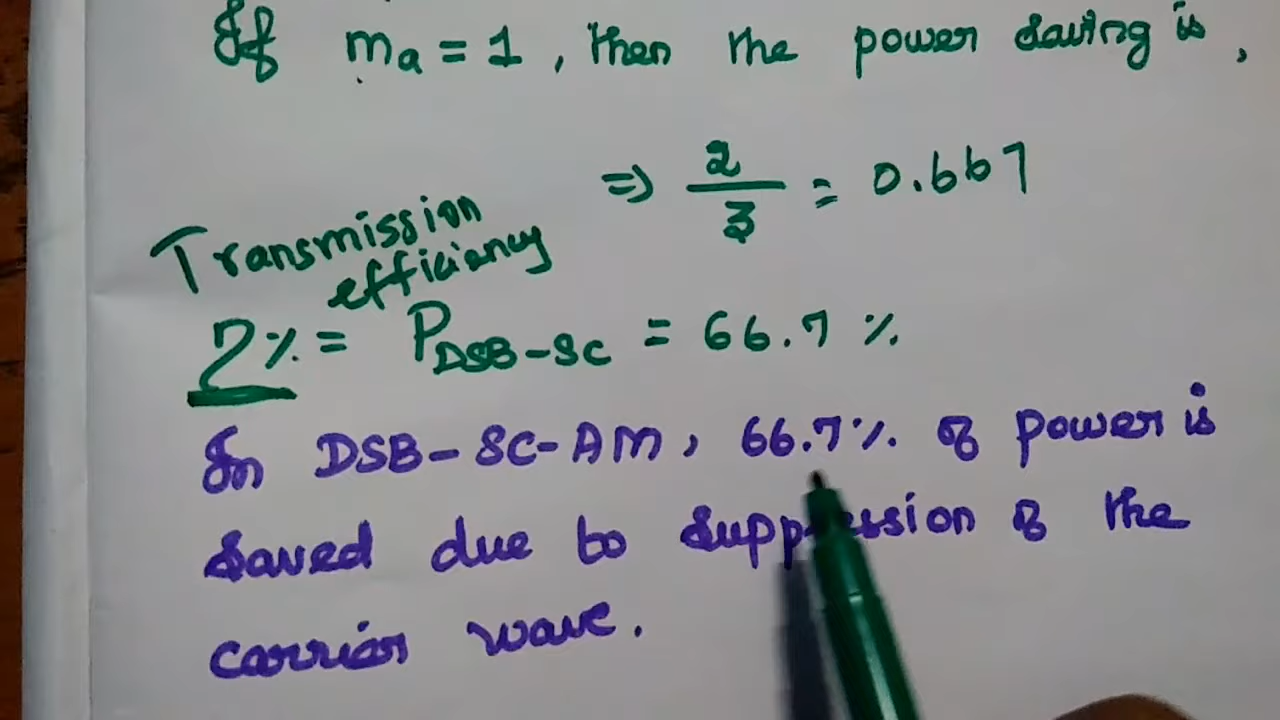 If ma = 1, then the power saving is,
⇒ 2/3 = 0.667
Transmission
efficiancy
η% = PDSB-SC = 66.7 %
In DSB-SC-AM, 66.7% of power is
saved due to suppression of the
carrier wave.